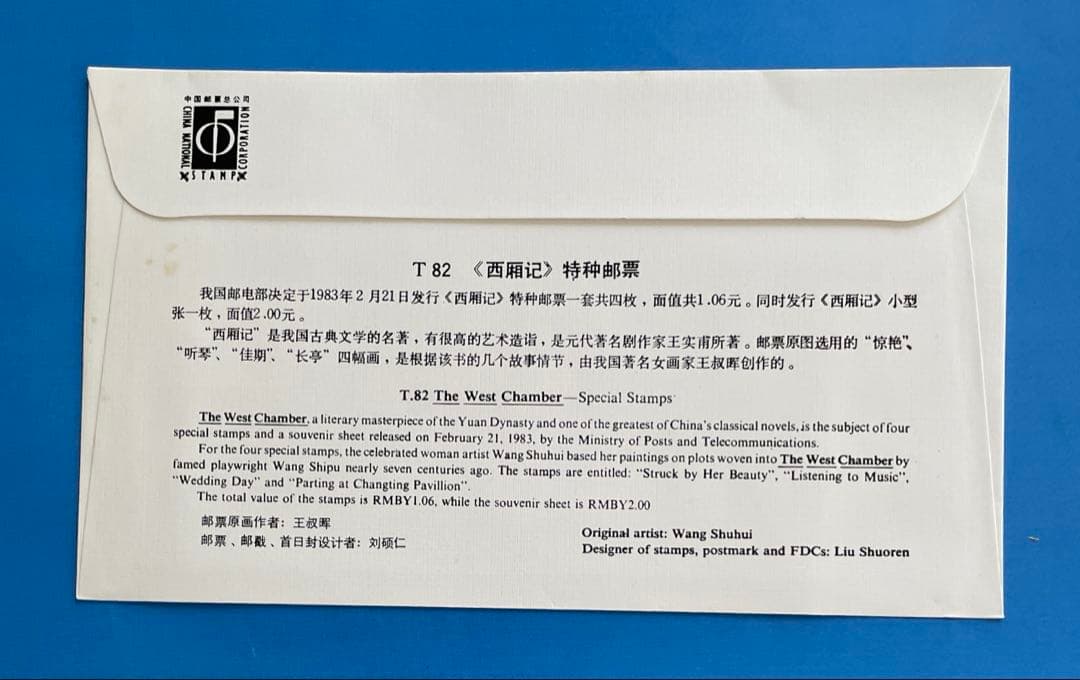 中国邮票总公司
CHINA NATIONAL
STAMP
CORPORATION
T 82 《西厢记》特种邮票
我国邮电部决定于1983年2月21日发行《西厢记》特种邮票一套共四枚，面值共1.06元。同时发行《西厢记》小型
张一枚，面值2.00元。
“西厢记”是我国古典文学的名著，有很高的艺术造诣，是元代著名剧作家王实甫所著。邮票原图选用的“惊艳”、
“听琴”、“佳期”、“长亭”四幅画，是根据该书的几个故事情节，由我国著名女画家王叔晖创作的。
T.82 The West Chamber—Special Stamps
The West Chamber, a literary masterpiece of the Yuan Dynasty and one of the greatest of China's classical novels, is the subject of four
special stamps and a souvenir sheet released on February 21, 1983, by the Ministry of Posts and Telecommunications.
For the four special stamps, the celebrated woman artist Wang Shuhui based her paintings on plots woven into The West Chamber by
famed playwright Wang Shipu nearly seven centuries ago. The stamps are entitled: “Struck by Her Beauty”, “Listening to Music”,
“Wedding Day” and “Parting at Changting Pavillion”.
The total value of the stamps is RMBY1.06, while the souvenir sheet is RMBY2.00
邮票原画作者：王叔晖
邮票、邮戳、首日封设计者：刘硕仁
Original artist: Wang Shuhui
Designer of stamps, postmark and FDCs: Liu Shuoren